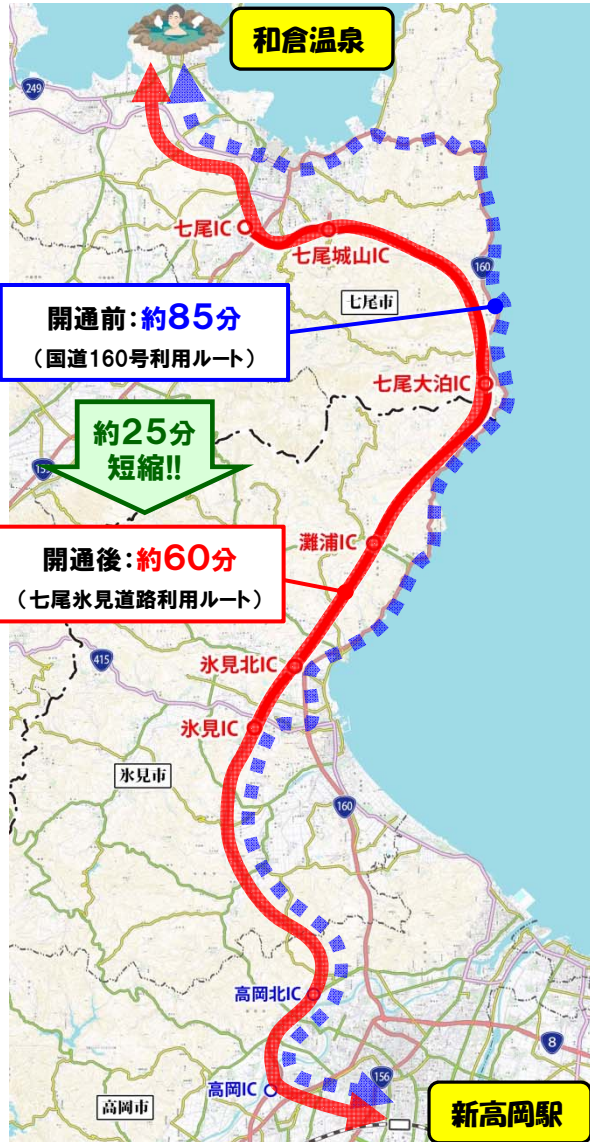 和倉温泉
249
七尾IC
七尾城山IC
160
七尾市
開通前：約85分
（国道160号利用ルート）
七尾大泊IC
約25分
短縮!!
灘浦IC
開通後：約60分
（七尾氷見道路利用ルート）
415
氷見北IC
氷見IC
氷見市
160
高岡北IC
8
156
高岡IC
高岡市
新高岡駅